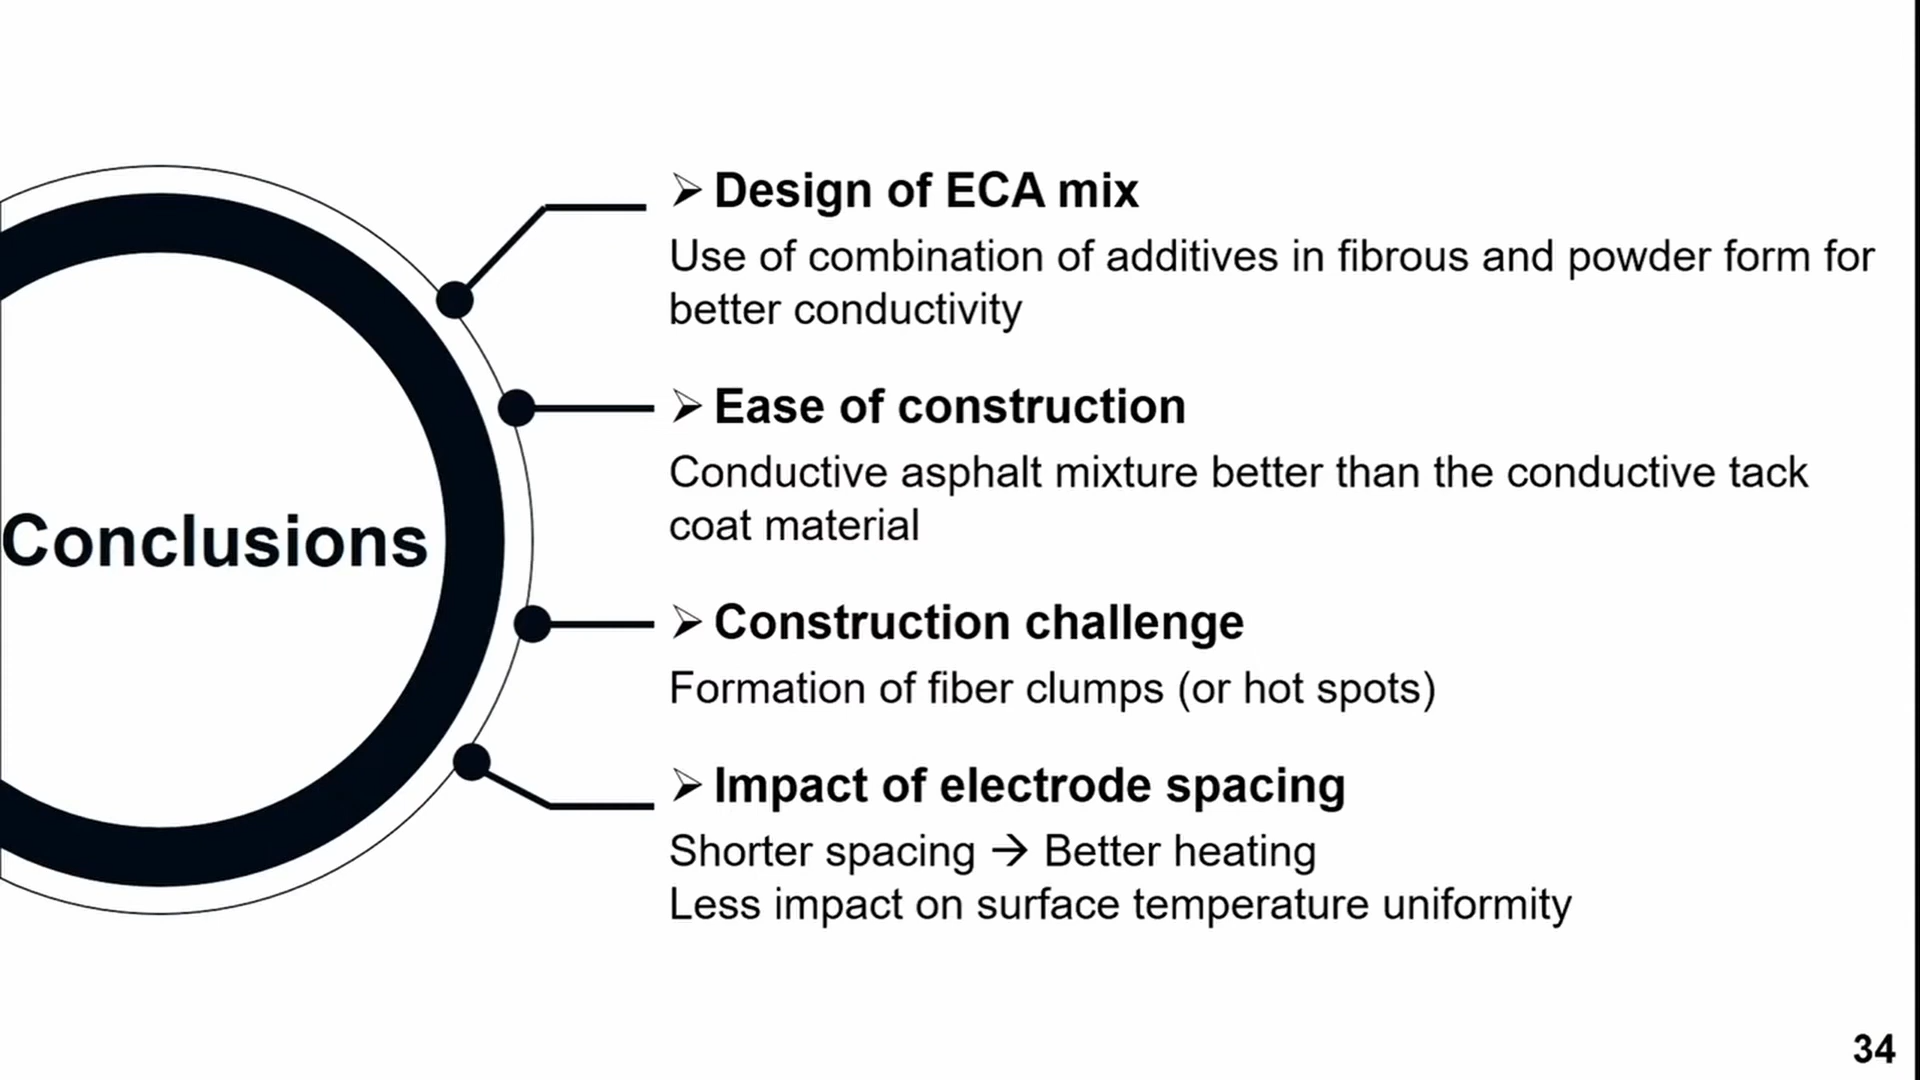 Conclusions
➢ Design of ECA mix
Use of combination of additives in fibrous and powder form for
better conductivity
➢ Ease of construction
Conductive asphalt mixture better than the conductive tack
coat material
➢ Construction challenge
Formation of fiber clumps (or hot spots)
➢ Impact of electrode spacing
Shorter spacing → Better heating
Less impact on surface temperature uniformity
34